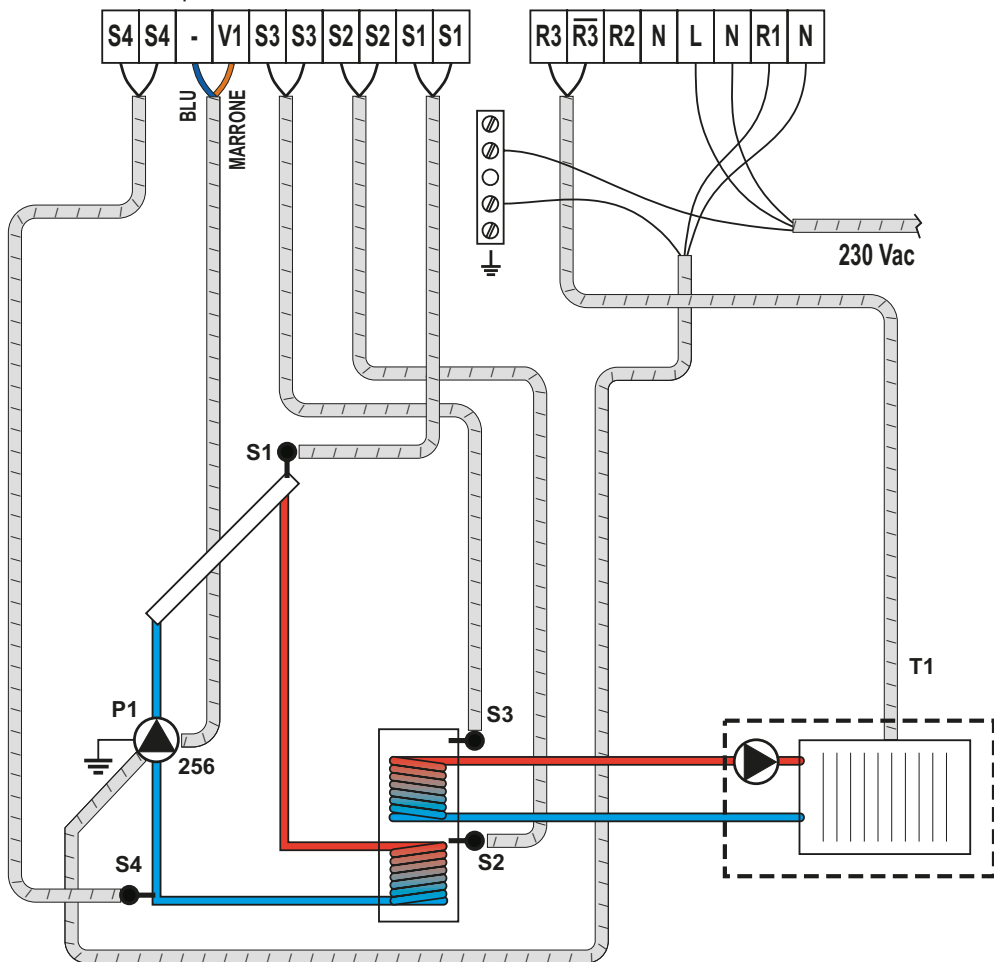 S4 S4 - V1 S3 S3 S2 S2 S1 S1
R3 R̅3̅ R2 N L N R1 N
BLU
MARRONE
230 Vac
S1
T1
P1
S3
256
S4
S2